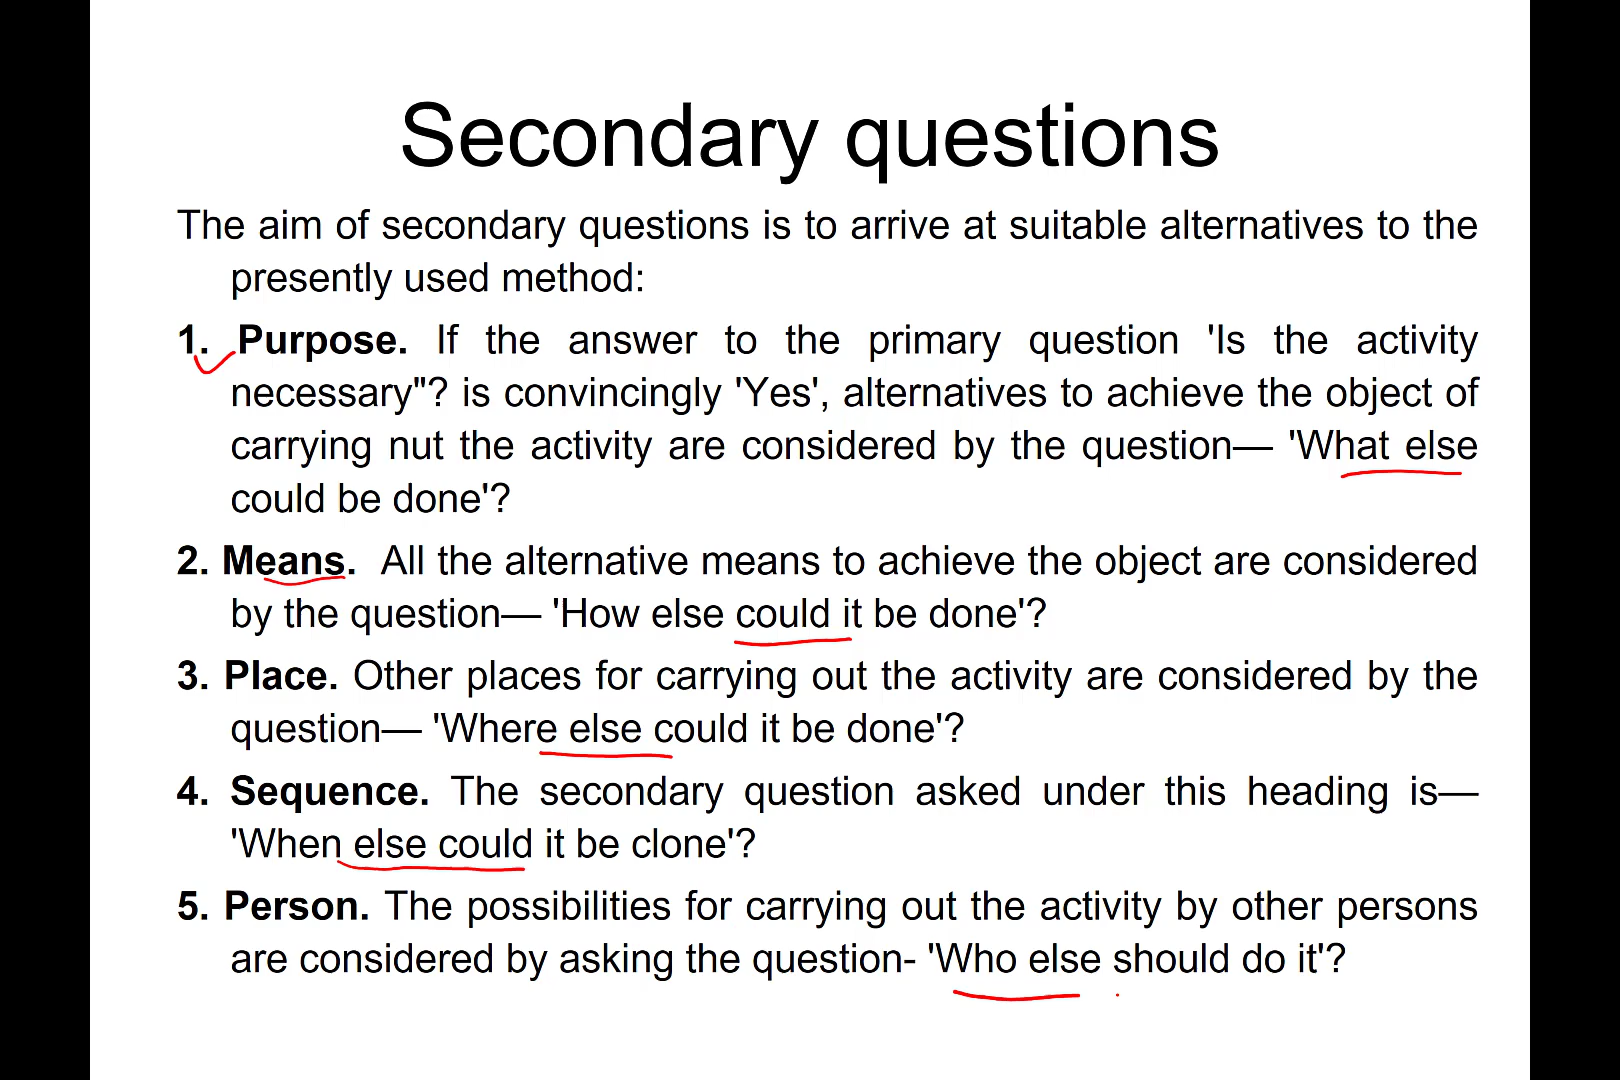 Secondary questions
The aim of secondary questions is to arrive at suitable alternatives to the
presently used method:
1. Purpose. If the answer to the primary question 'Is the activity
necessary"? is convincingly 'Yes', alternatives to achieve the object of
carrying nut the activity are considered by the question— 'What else
could be done'?
2. Means. All the alternative means to achieve the object are considered
by the question— 'How else could it be done'?
3. Place. Other places for carrying out the activity are considered by the
question— 'Where else could it be done'?
4. Sequence. The secondary question asked under this heading is—
'When else could it be clone'?
5. Person. The possibilities for carrying out the activity by other persons
are considered by asking the question- 'Who else should do it'?